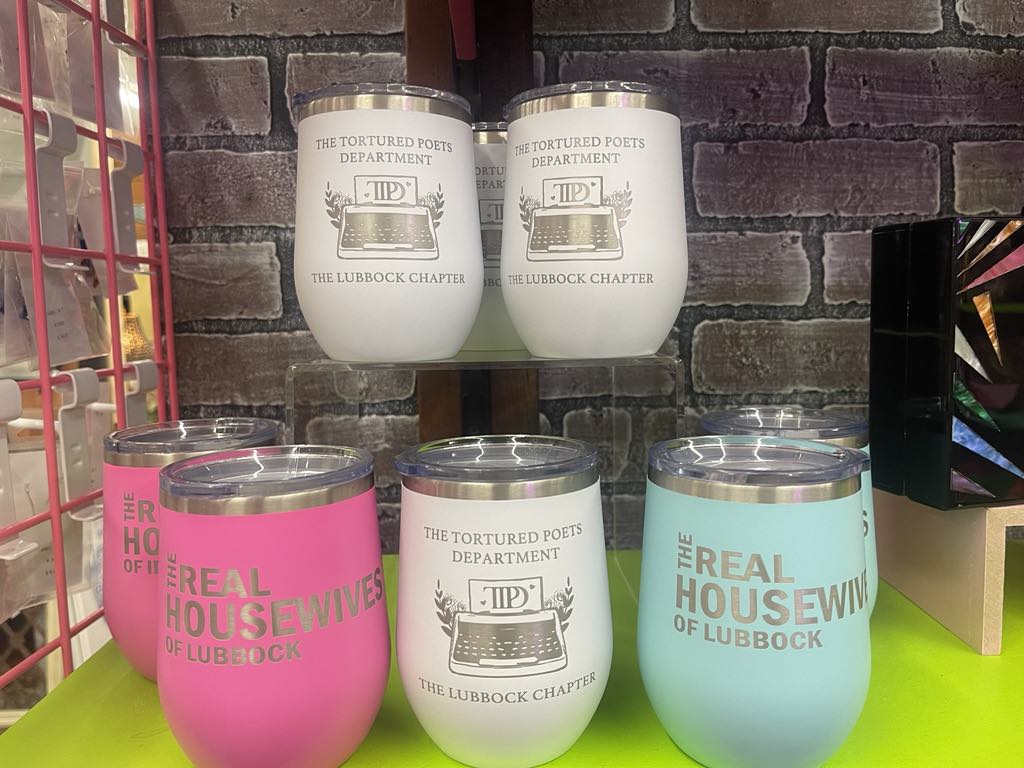 THE TORTURED POETS
DEPARTMENT
TTPD
THE LUBBOCK CHAPTER
THE TORTURED POETS
DEPARTMENT
TTPD
THE LUBBOCK CHAPTER
THE REAL
HOUSEWIVES
OF LUBBOCK
THE TORTURED POETS
DEPARTMENT
TTPD
THE LUBBOCK CHAPTER
THE REAL
HOUSEWIVE
OF LUBBOCK